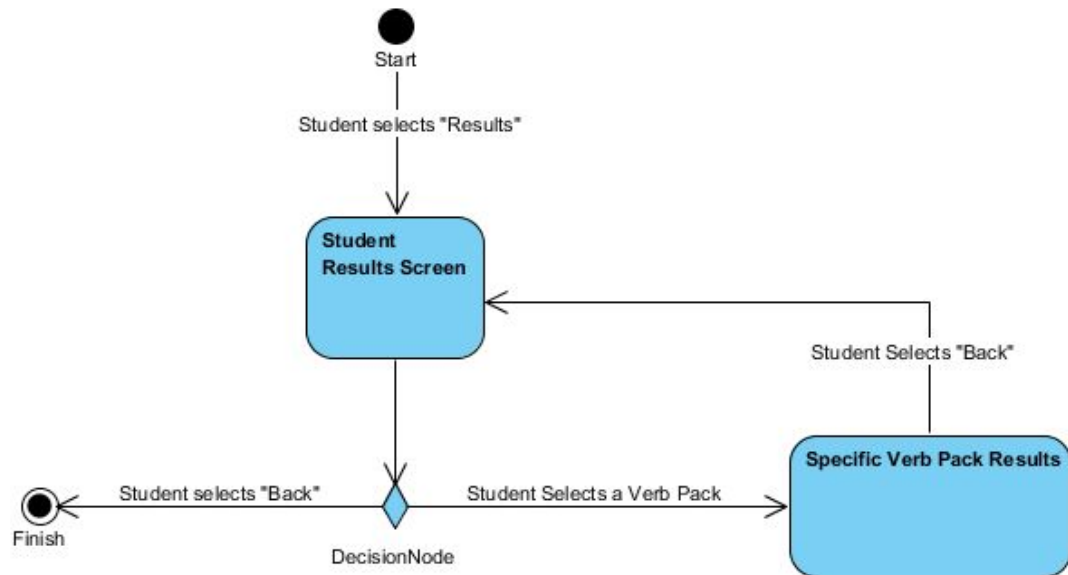 Start
Student selects "Results"
Student
Results Screen
Student Selects "Back"
Specific Verb Pack Results
Student selects "Back"
Student Selects a Verb Pack
Finish
DecisionNode